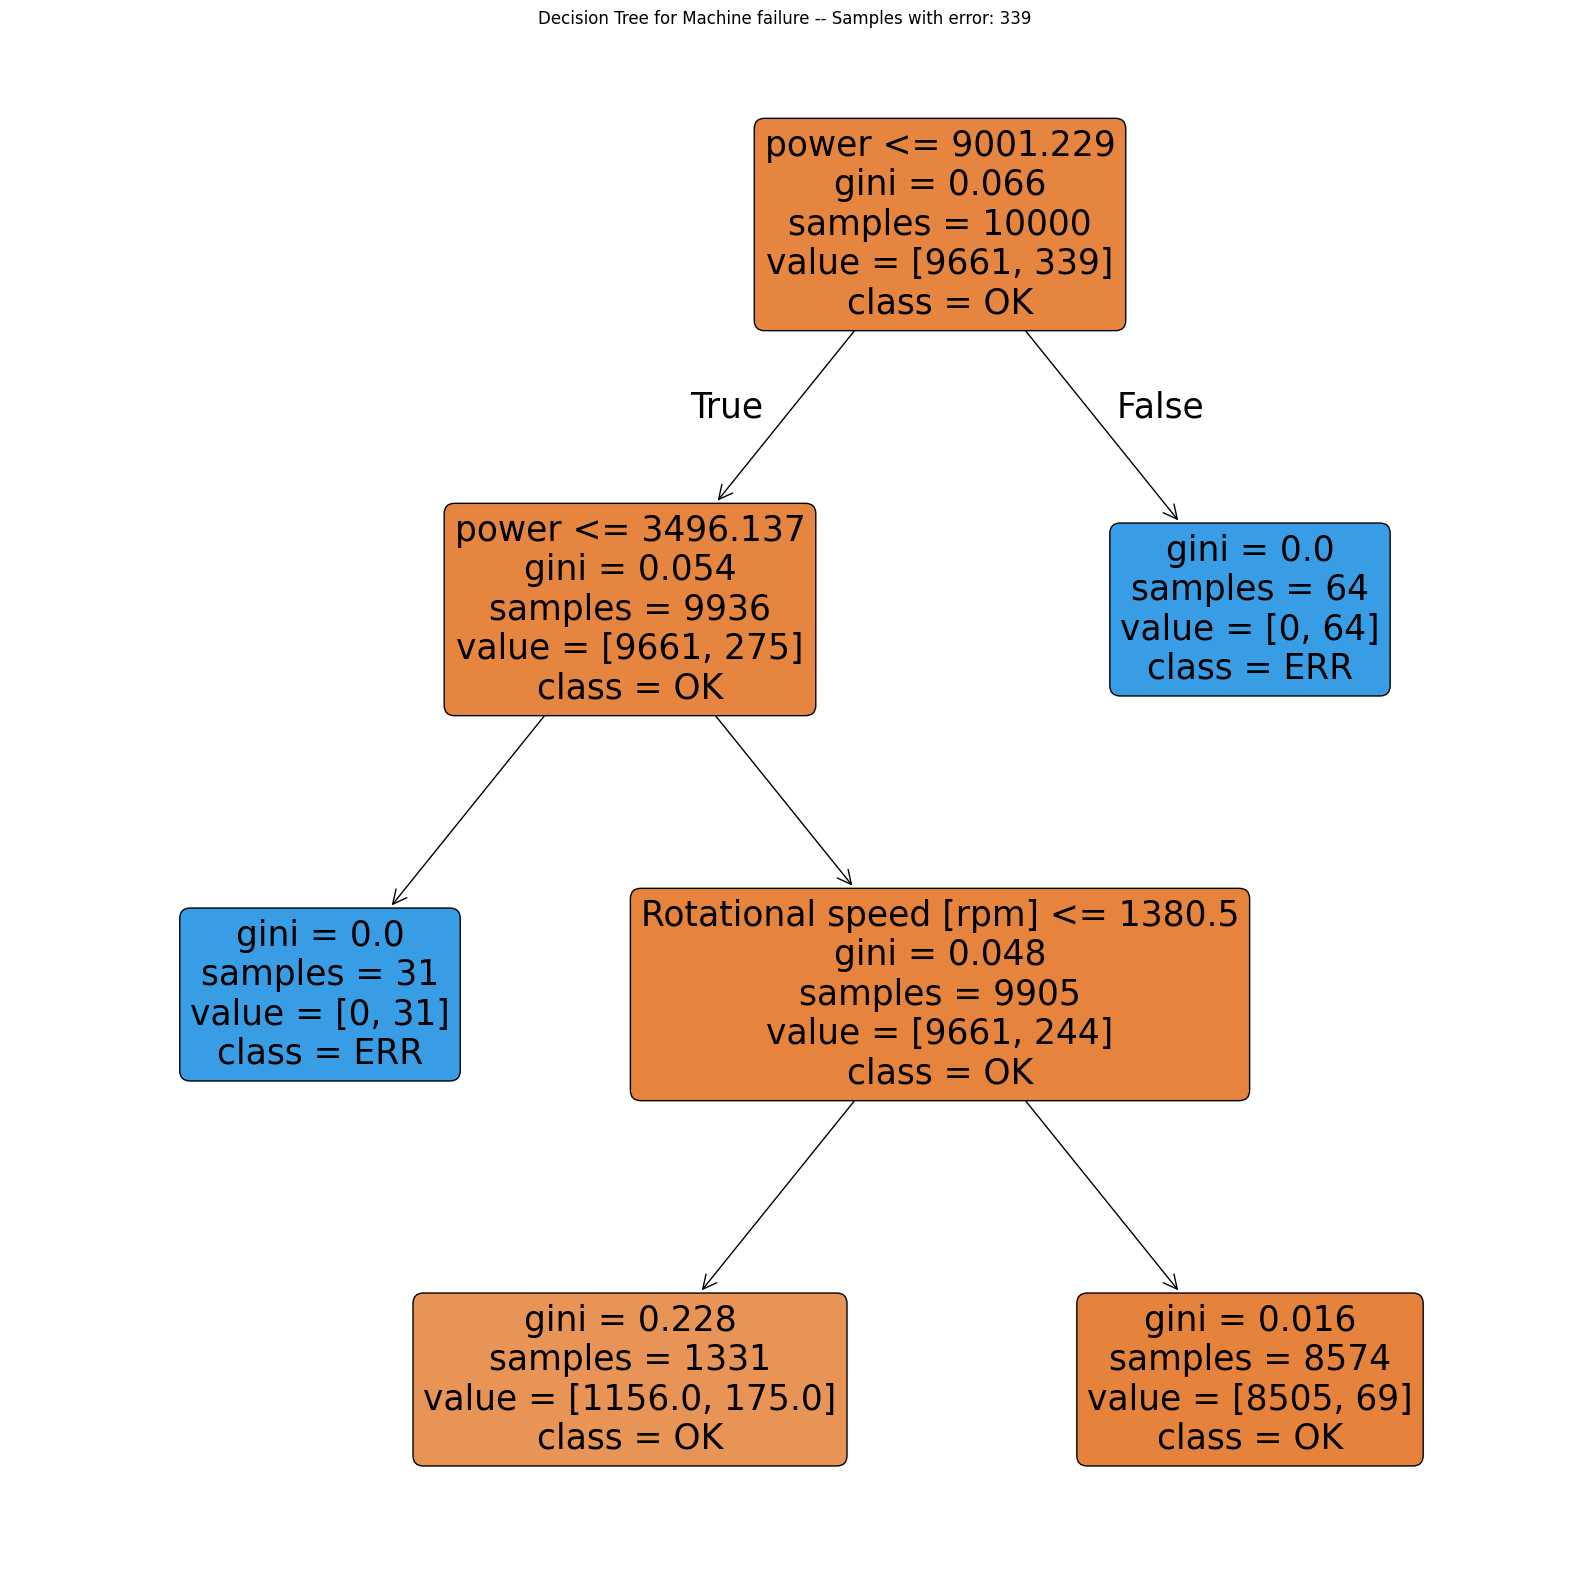 Decision Tree for Machine failure -- Samples with error: 339
power <= 9001.229
gini = 0.066
samples = 10000
value = [9661, 339]
class = OK
True
False
power <= 3496.137
gini = 0.054
samples = 9936
value = [9661, 275]
class = OK
gini = 0.0
samples = 64
value = [0, 64]
class = ERR
gini = 0.0
samples = 31
value = [0, 31]
class = ERR
Rotational speed [rpm] <= 1380.5
gini = 0.048
samples = 9905
value = [9661, 244]
class = OK
gini = 0.228
samples = 1331
value = [1156.0, 175.0]
class = OK
gini = 0.016
samples = 8574
value = [8505, 69]
class = OK